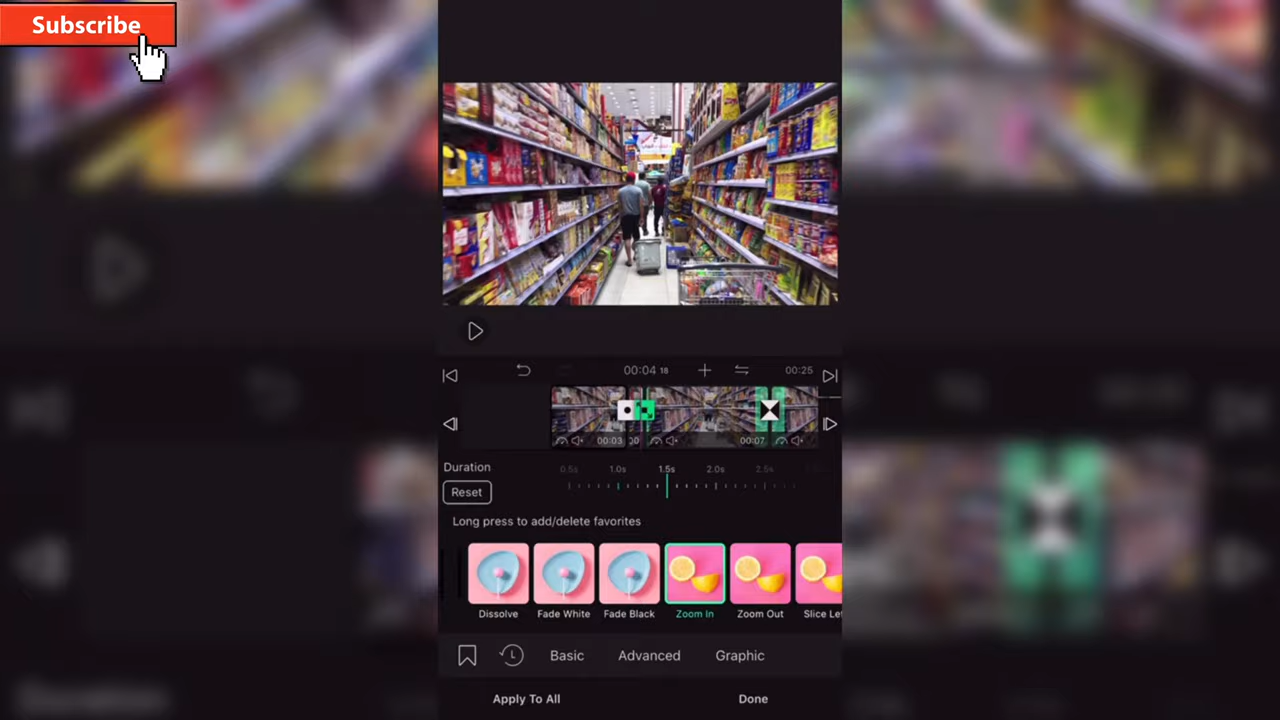 Subscribe
00:04 18
00:25
00:03
00
00:07
Duration
0.5s 1.0s 1.5s 2.0s 2.5s
Reset
Long press to add/delete favorites
Dissolve Fade White Fade Black Zoom In Zoom Out Slice Le
Basic Advanced Graphic
Apply To All Done